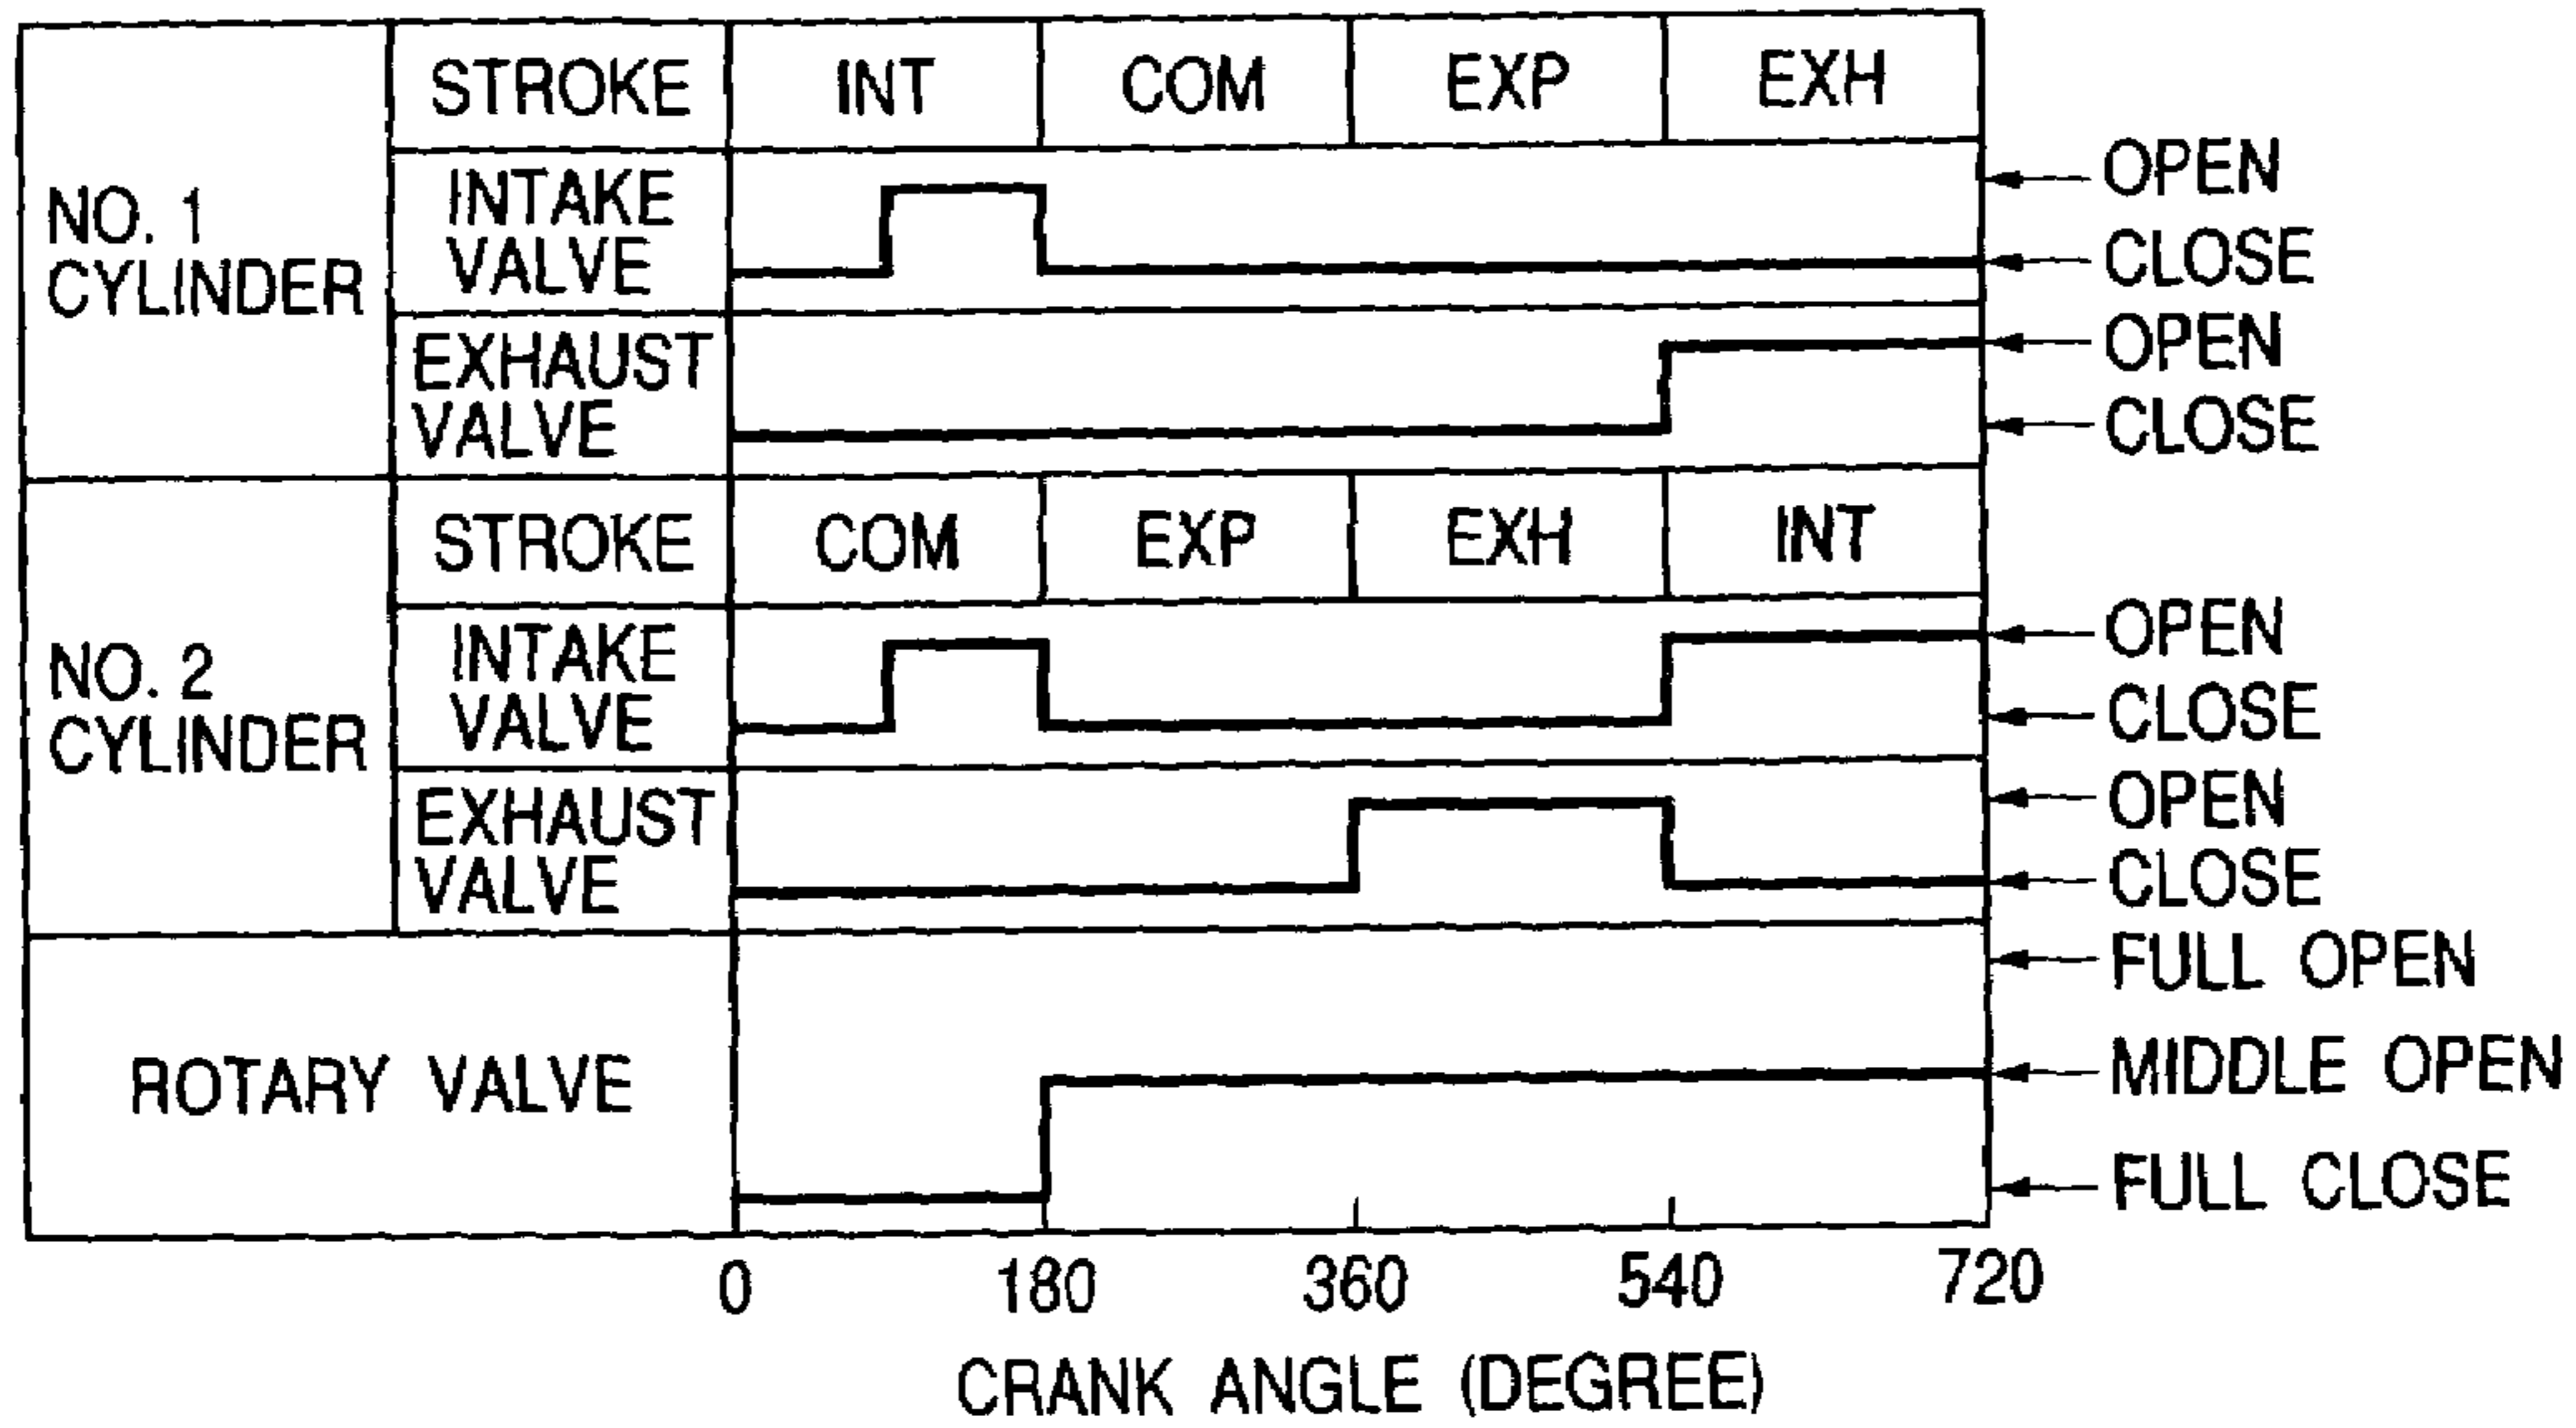 NO. 1
CYLINDER
STROKE
INT
COM
EXP
EXH
INTAKE
VALVE
OPEN
CLOSE
EXHAUST
VALVE
OPEN
CLOSE
NO. 2
CYLINDER
STROKE
COM
EXP
EXH
INT
INTAKE
VALVE
OPEN
CLOSE
EXHAUST
VALVE
OPEN
CLOSE
ROTARY VALVE
FULL OPEN
MIDDLE OPEN
FULL CLOSE
0 180 360 540 720
CRANK ANGLE (DEGREE)